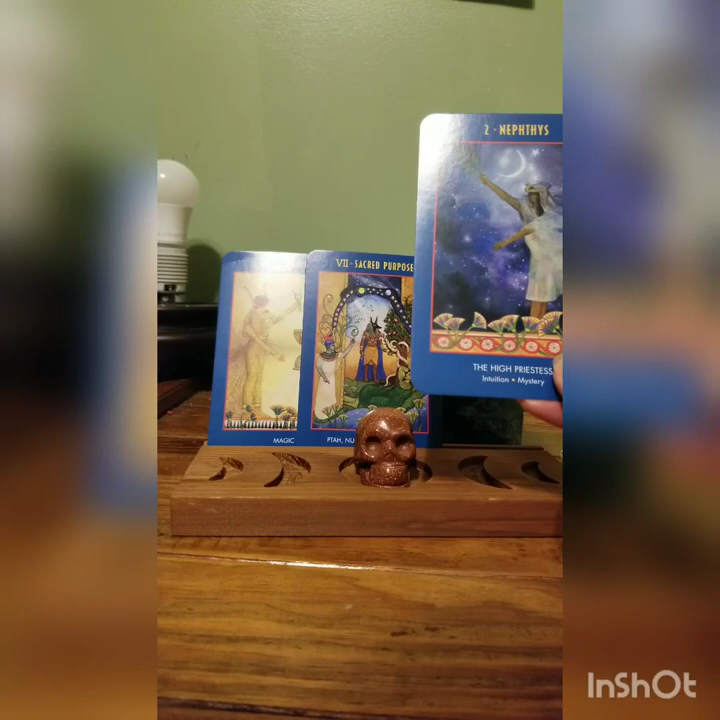 2 · NEPHTHYS
VII · SACRED PURPOSE
THE HIGH PRIESTESS
Intuition • Mystery
MAGIC
PTAH, NU
InShOt